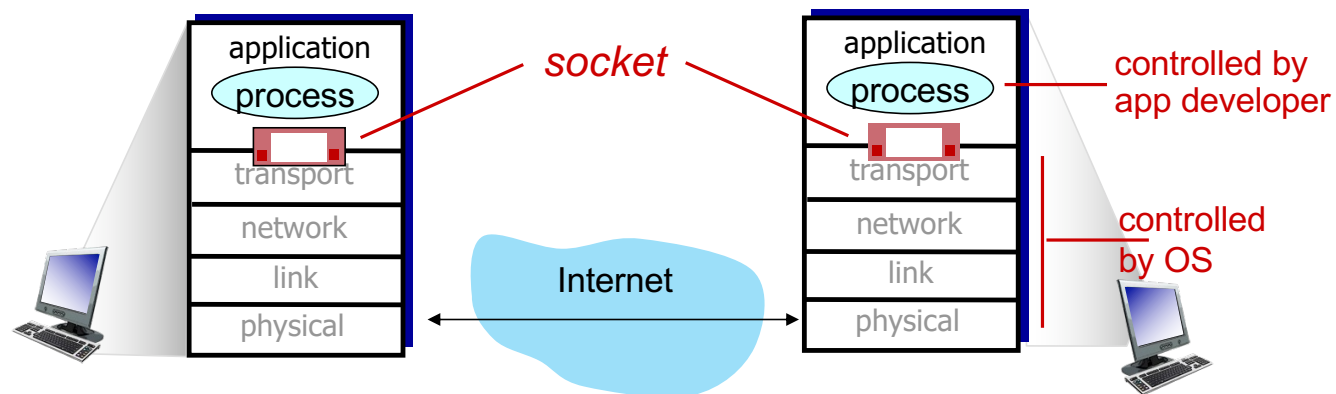 application
process
transport
network
link
physical
socket
Internet
application
process
transport
network
link
physical
controlled by
app developer
controlled
by OS